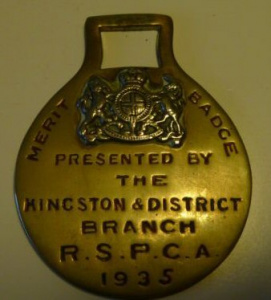 MERIT BADGE
PRESENTED BY
THE
KINGSTON & DISTRICT
BRANCH
R.S.P.C.A.
1935